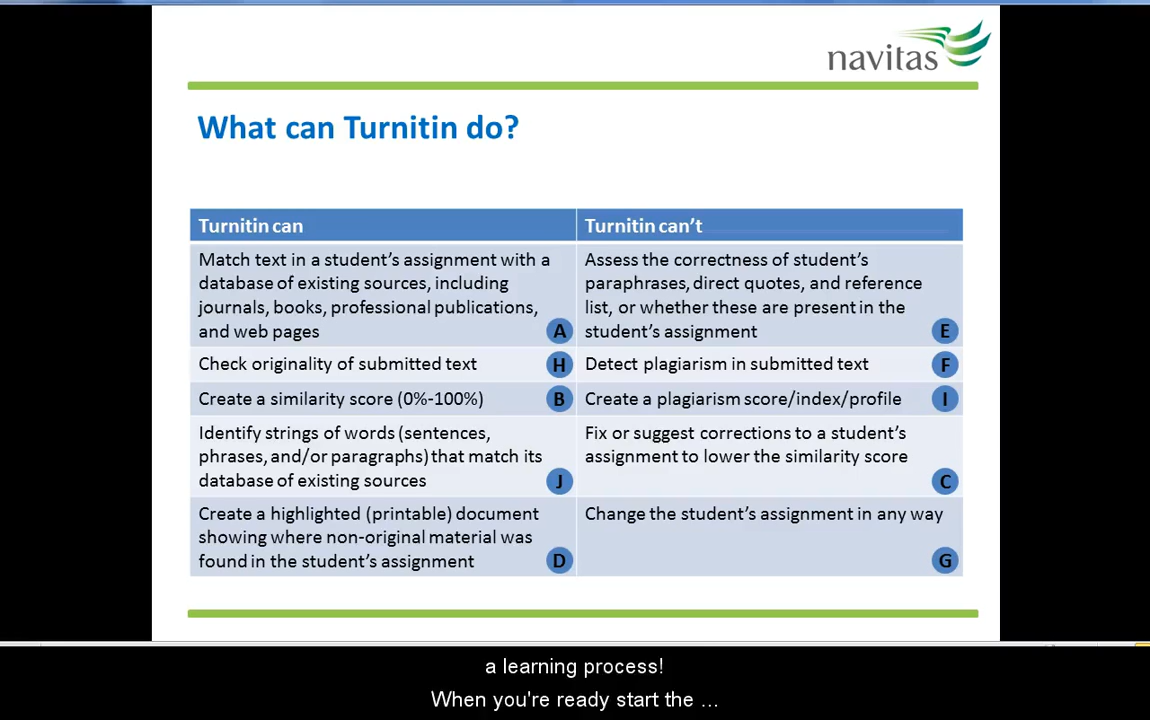 navitas
What can Turnitin do?
Turnitin can
Turnitin can't
Match text in a student's assignment with a
database of existing sources, including
journals, books, professional publications,
and web pages
A
Assess the correctness of student's
paraphrases, direct quotes, and reference
list, or whether these are present in the
student's assignment
E
Check originality of submitted text
H
Detect plagiarism in submitted text
F
Create a similarity score (0%-100%)
B
Create a plagiarism score/index/profile
I
Identify strings of words (sentences,
phrases, and/or paragraphs) that match its
database of existing sources
J
Fix or suggest corrections to a student's
assignment to lower the similarity score
C
Create a highlighted (printable) document
showing where non-original material was
found in the student's assignment
D
Change the student's assignment in any way
G
a learning process!
When you're ready start the ...